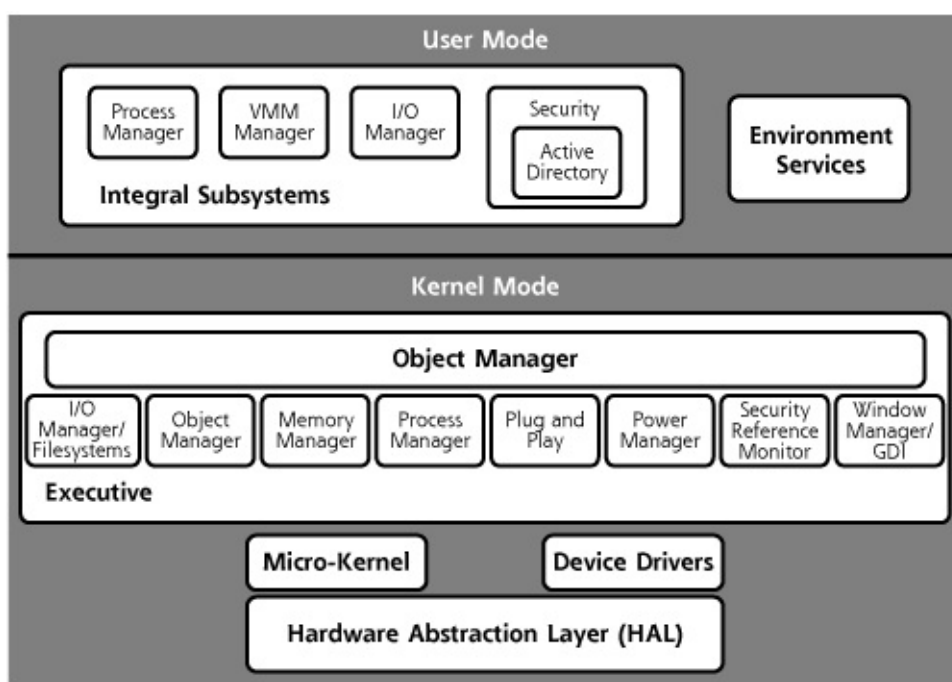 User Mode
Process
Manager
VMM
Manager
I/O
Manager
Security
Active
Directory
Integral Subsystems
Environment
Services
Kernel Mode
Object Manager
I/O
Manager/
Filesystems
Object
Manager
Memory
Manager
Process
Manager
Plug and
Play
Power
Manager
Security
Reference
Monitor
Window
Manager/
GDI
Executive
Micro-Kernel
Device Drivers
Hardware Abstraction Layer (HAL)